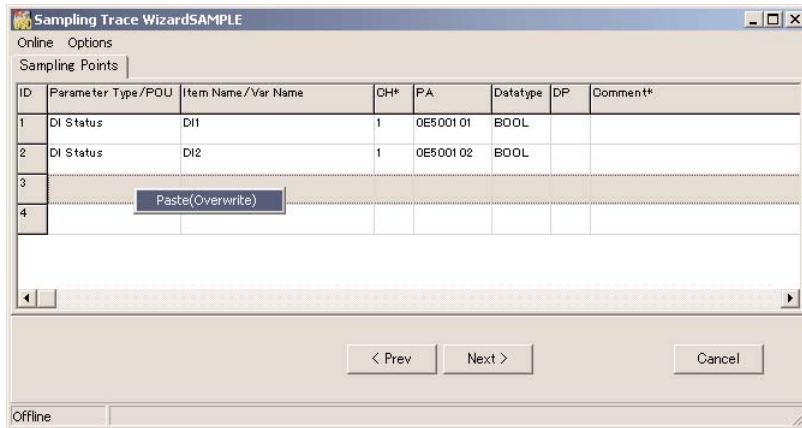 Sampling Trace WizardSAMPLE
Online Options
Sampling Points
ID Parameter Type/POU Item Name/Var Name CH* PA Datatype DP Comment*
1 DI Status DI1 1 0E500101 BOOL
2 DI Status DI2 1 0E500102 BOOL
3
Paste(Overwrite)
4
< Prev Next > Cancel
Offline